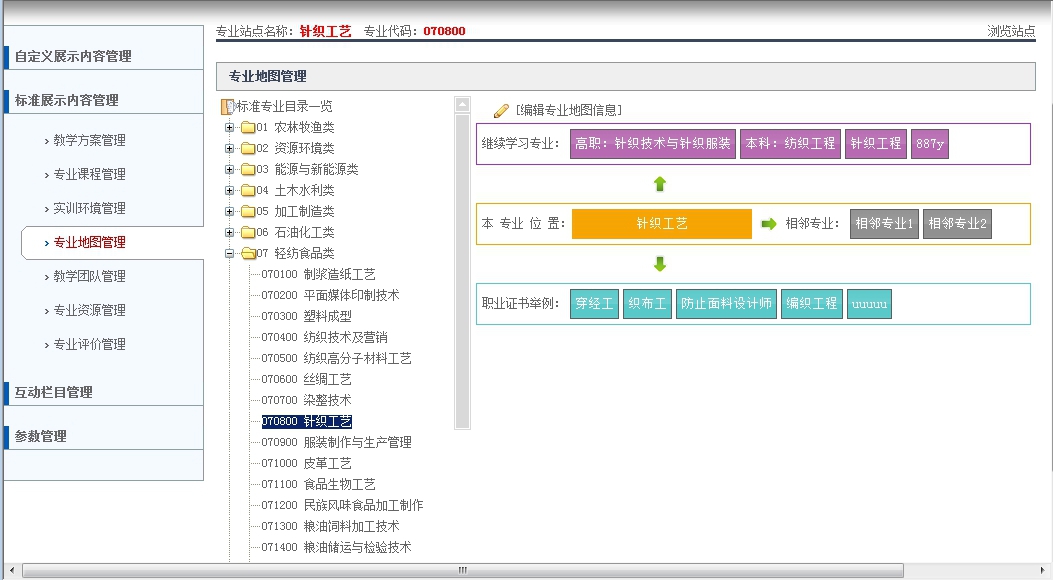 专业站点名称：针织工艺 专业代码：070800 浏览站点
自定义展示内容管理
标准展示内容管理
教学方案管理
专业课程管理
实训环境管理
专业地图管理
教学团队管理
专业资源管理
专业评价管理
互动栏目管理
参数管理
专业地图管理
标准专业目录一览
01 农林牧渔类
02 资源环境类
03 能源与新能源类
04 土木水利类
05 加工制造类
06 石油化工类
07 轻纺食品类
070100 制浆造纸工艺
070200 平面媒体印制技术
070300 塑料成型
070400 纺织技术及营销
070500 纺织高分子材料工艺
070600 丝绸工艺
070700 染整技术
070800 针织工艺
070900 服装制作与生产管理
071000 皮革工艺
071100 食品生物工艺
071200 民族风味食品加工制作
071300 粮油饲料加工技术
071400 粮油储运与检验技术
[编辑专业地图信息]
继续学习专业： 高职：针织技术与针织服装 本科：纺织工程 针织工程 887y
本 专业 位 置： 针织工艺 相邻专业： 相邻专业1 相邻专业2
职业证书举例： 穿经工 织布工 防止面料设计师 编织工程 uuuuu